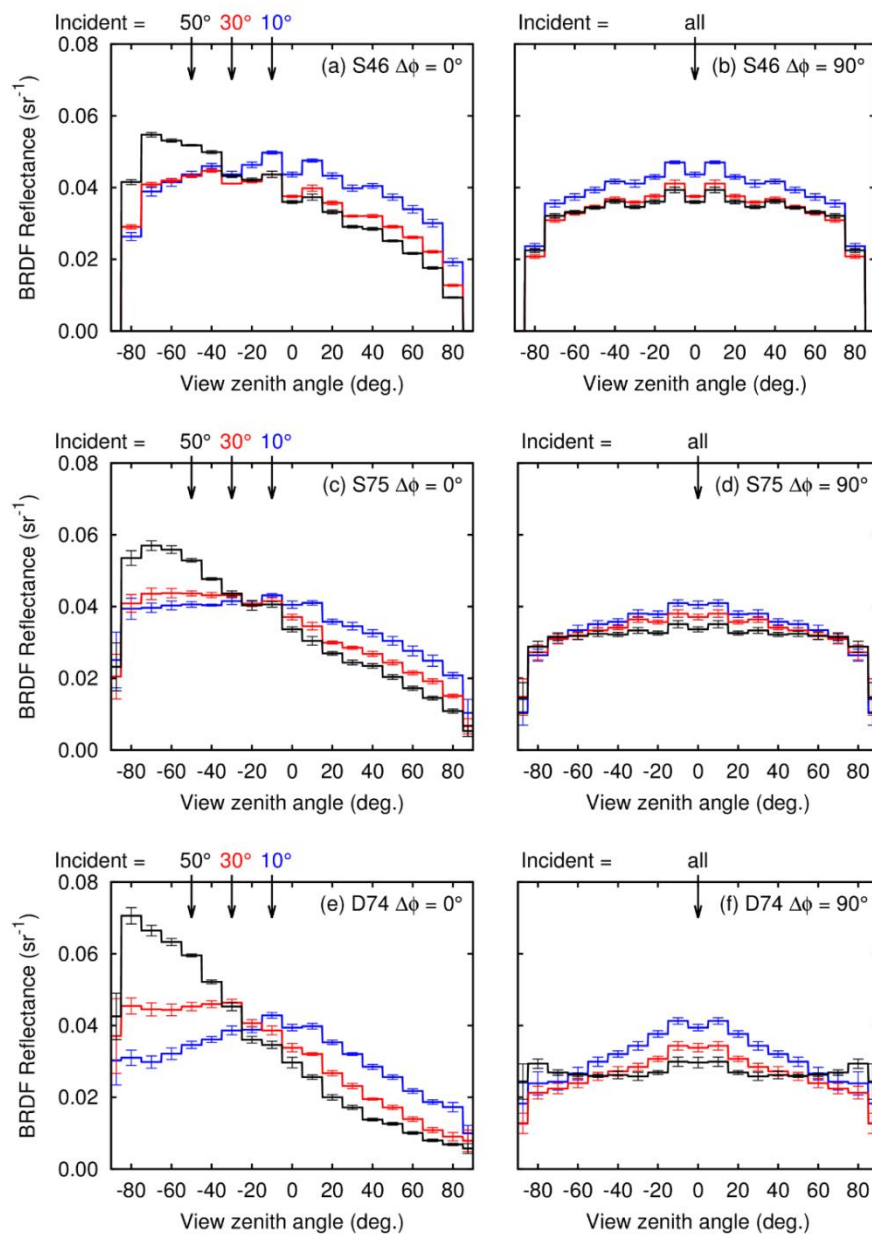 Incident = 50° 30° 10° Incident = all
BRDF Reflectance (sr⁻¹)
0.08
0.06
0.04
0.02
0.00
(a) S46 Δϕ = 0°
(b) S46 Δϕ = 90°
-80 -60 -40 -20 0 20 40 60 80
-80 -60 -40 -20 0 20 40 60 80
View zenith angle (deg.)
View zenith angle (deg.)
Incident = 50° 30° 10° Incident = all
BRDF Reflectance (sr⁻¹)
0.08
0.06
0.04
0.02
0.00
(c) S75 Δϕ = 0°
(d) S75 Δϕ = 90°
-80 -60 -40 -20 0 20 40 60 80
-80 -60 -40 -20 0 20 40 60 80
View zenith angle (deg.)
View zenith angle (deg.)
Incident = 50° 30° 10° Incident = all
BRDF Reflectance (sr⁻¹)
0.08
0.06
0.04
0.02
0.00
(e) D74 Δϕ = 0°
(f) D74 Δϕ = 90°
-80 -60 -40 -20 0 20 40 60 80
-80 -60 -40 -20 0 20 40 60 80
View zenith angle (deg.)
View zenith angle (deg.)